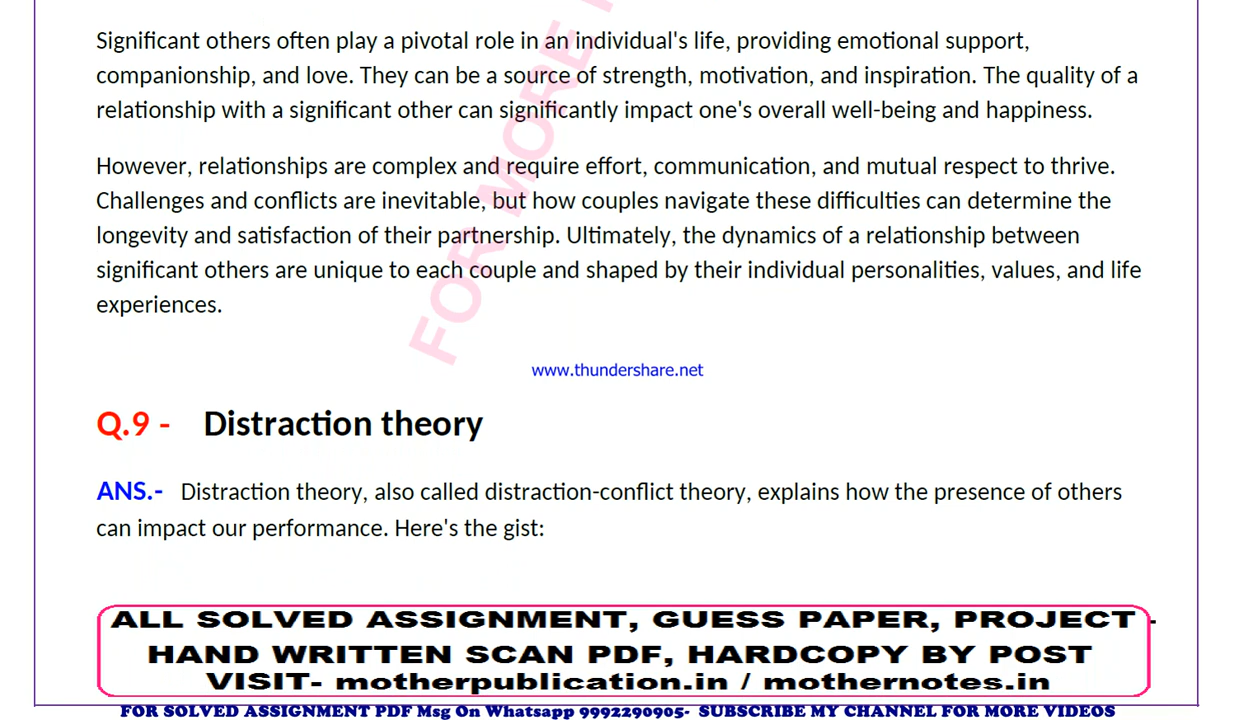 Significant others often play a pivotal role in an individual's life, providing emotional support,
companionship, and love. They can be a source of strength, motivation, and inspiration. The quality of a
relationship with a significant other can significantly impact one's overall well-being and happiness.
However, relationships are complex and require effort, communication, and mutual respect to thrive.
Challenges and conflicts are inevitable, but how couples navigate these difficulties can determine the
longevity and satisfaction of their partnership. Ultimately, the dynamics of a relationship between
significant others are unique to each couple and shaped by their individual personalities, values, and life
experiences.
FOR MORE
www.thundershare.net
Q.9 - Distraction theory
ANS.- Distraction theory, also called distraction-conflict theory, explains how the presence of others
can impact our performance. Here's the gist:
ALL SOLVED ASSIGNMENT, GUESS PAPER, PROJECT -
HAND WRITTEN SCAN PDF, HARDCOPY BY POST
VISIT- motherpublication.in / mothernotes.in
FOR SOLVED ASSIGNMENT PDF Msg On Whatsapp 9992290905- SUBSCRIBE MY CHANNEL FOR MORE VIDEOS